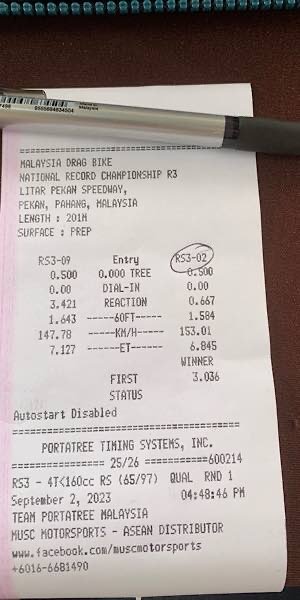 9555684634504
MALAYSIA DRAG BIKE
NATIONAL RECORD CHAMPIONSHIP R3
LITAR PEKAN SPEEDWAY,
PEKAN, PAHANG, MALAYSIA
LENGTH : 201M
SURFACE : PREP
RS3-09 Entry RS3-02
0.500 0.000 TREE 0.500
0.00 DIAL-IN 0.00
3.421 REACTION 0.667
1.643 -----60FT----- 1.584
147.78 -----KM/H----- 153.01
7.127 ------ET----- 6.845
WINNER
FIRST 3.036
STATUS
Autostart Disabled
========================================
PORTATREE TIMING SYSTEMS, INC.
================ 25/26 ==========600214
RS3 - 4T<160cc RS (65/97) QUAL RND 1
September 2, 2023 04:48:46 PM
TEAM PORTATREE MALAYSIA
MUSC MOTORSPORTS - ASEAN DISTRIBUTOR
www.facebook.com/muscmotorsports
+6016-6681490